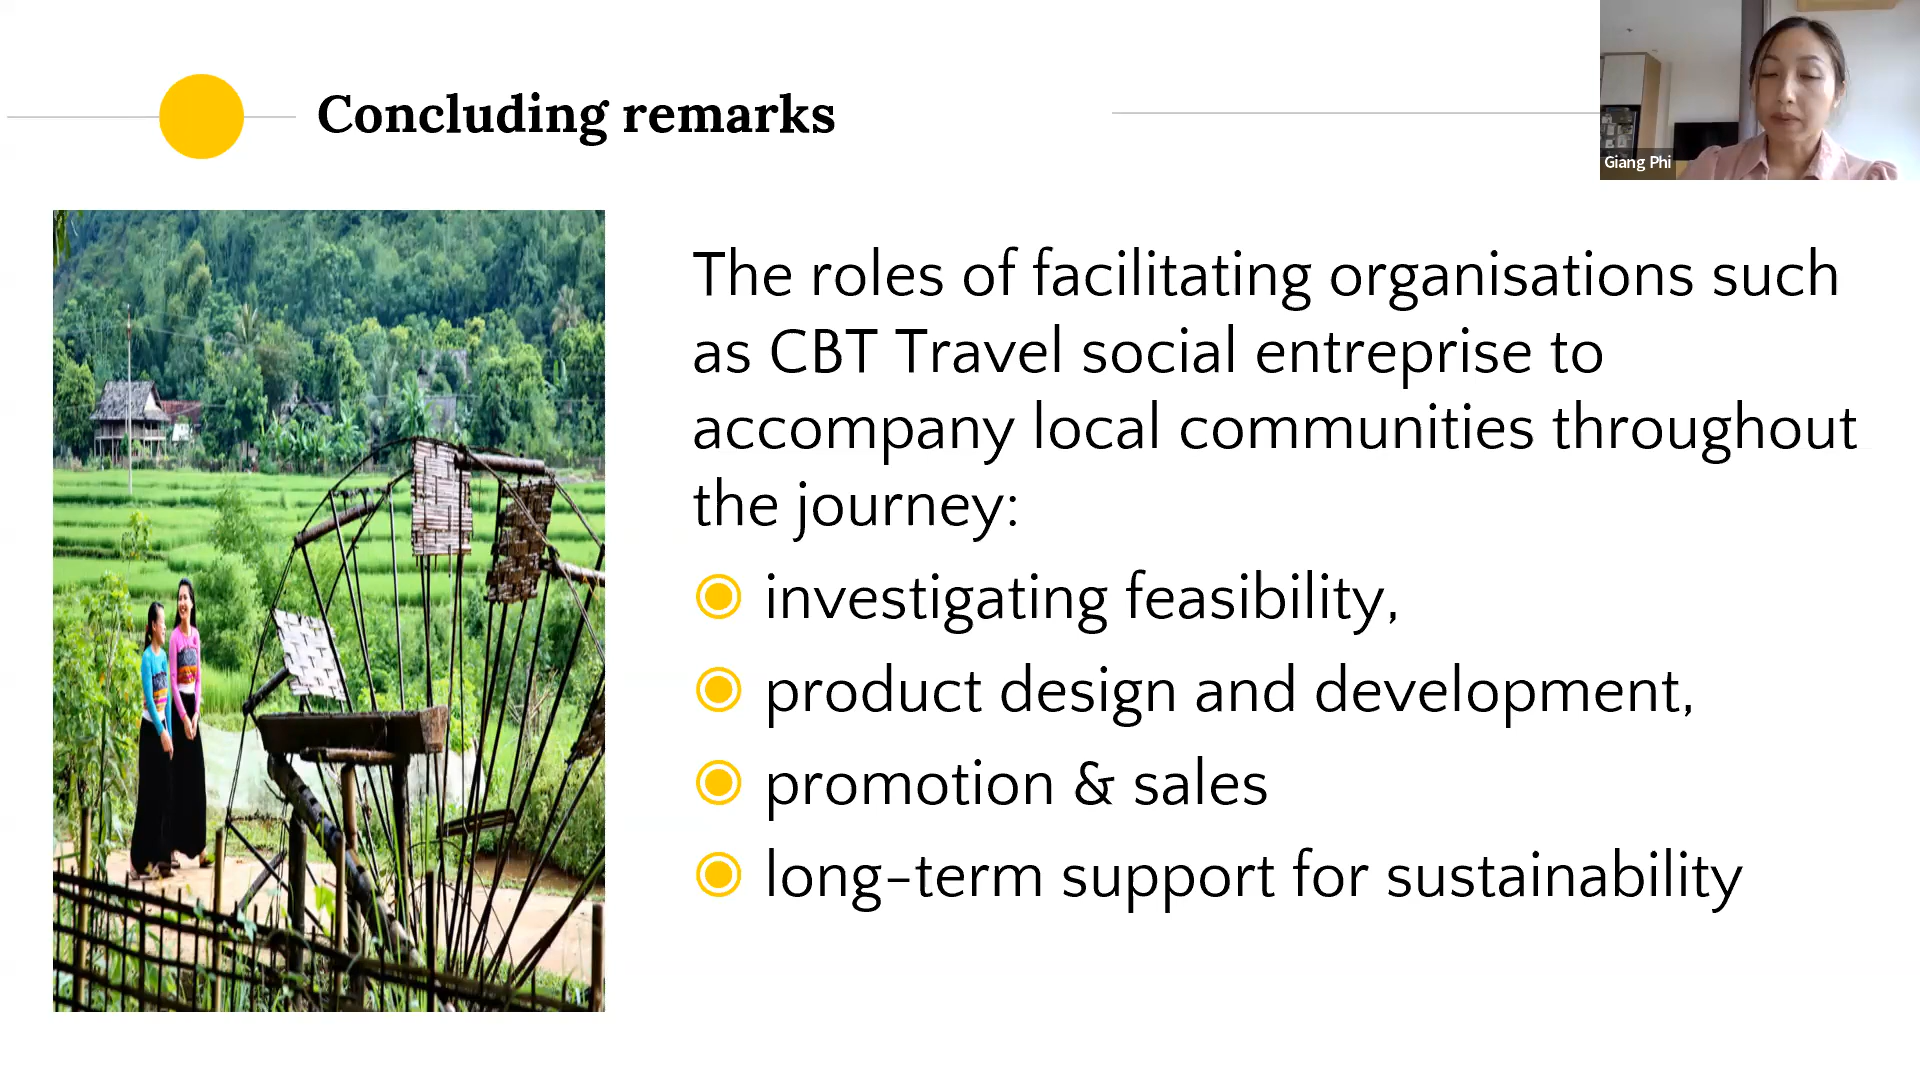 Concluding remarks
Giang Phi
The roles of facilitating organisations such
as CBT Travel social entreprise to
accompany local communities throughout
the journey:
investigating feasibility,
product design and development,
promotion & sales
long-term support for sustainability